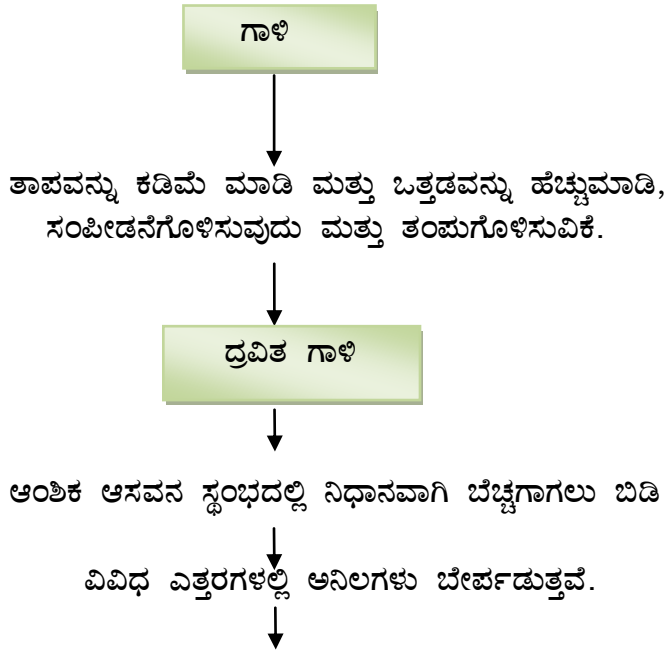 ಗಾಳಿ
ತಾಪವನ್ನು ಕಡಿಮೆ ಮಾಡಿ ಮತ್ತು ಒತ್ತಡವನ್ನು ಹೆಚ್ಚುಮಾಡಿ,
ಸಂಪೀಡನೆಗೊಳಿಸುವುದು ಮತ್ತು ತಂಪುಗೊಳಿಸುವಿಕೆ.
ದ್ರವಿತ ಗಾಳಿ
ಆಂಶಿಕ ಆಸವನ ಸ್ಥಂಭದಲ್ಲಿ ನಿಧಾನವಾಗಿ ಬೆಚ್ಚಗಾಗಲು ಬಿಡಿ
ವಿವಿಧ ಎತ್ತರಗಳಲ್ಲಿ ಅನಿಲಗಳು ಬೇರ್ಪಡುತ್ತವೆ.